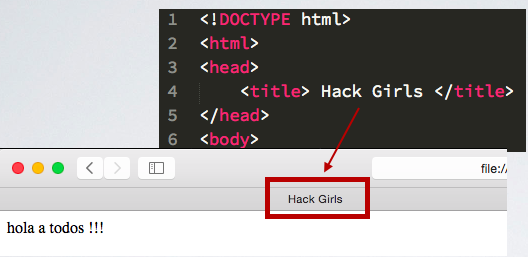 1 <!DOCTYPE html>
2 <html>
3 <head>
4 <title> Hack Girls </title>
5 </head>
6 <body>
file://
Hack Girls
hola a todos !!!